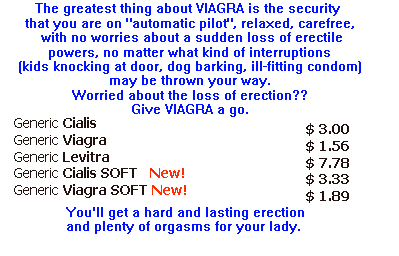 The greatest thing about VIAGRA is the security
that you are on "automatic pilot", relaxed, carefree,
with no worries about a sudden loss of erectile
powers, no matter what kind of interruptions
(kids knocking at door, dog barking, ill-fitting condom)
may be thrown your way.
Worried about the loss of erection??
Give VIAGRA a go.
Generic Cialis $ 3.00
Generic Viagra $ 1.56
Generic Levitra $ 7.78
Generic Cialis SOFT New! $ 3.33
Generic Viagra SOFT New! $ 1.89
You'll get a hard and lasting erection
and plenty of orgasms for your lady.